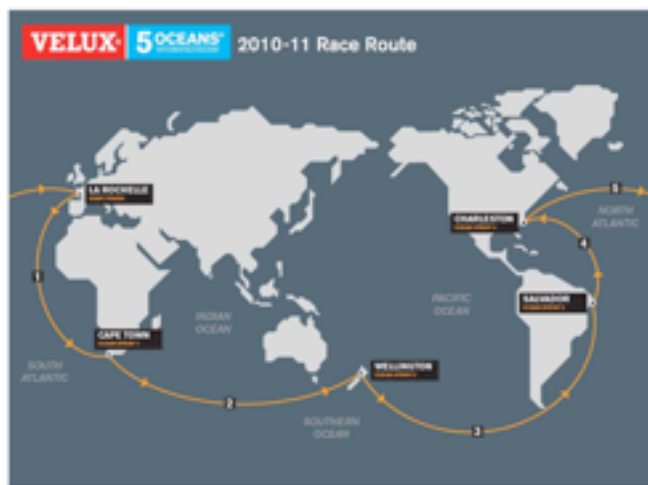 VELUX 5 OCEANS 2010-11 Race Route
LA ROCHELLE
5
NORTH
ATLANTIC
CHARLESTON
4
1
INDIAN
OCEAN
PACIFIC
OCEAN
SALVADOR
CAPE TOWN
SOUTH
ATLANTIC
WELLINGTON
2
SOUTHERN
OCEAN
3